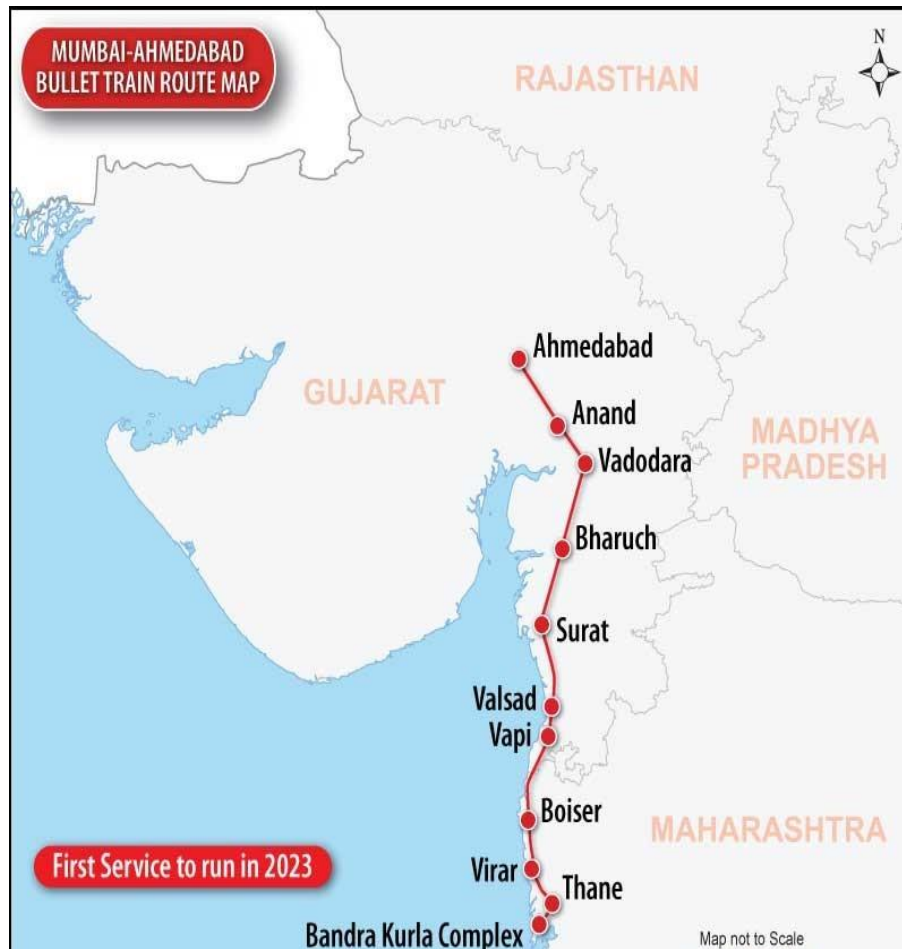 MUMBAI-AHMEDABAD
BULLET TRAIN ROUTE MAP
N
RAJASTHAN
Ahmedabad
GUJARAT
Anand
MADHYA
PRADESH
Vadodara
Bharuch
Surat
Valsad
Vapi
Boiser
MAHARASHTRA
First Service to run in 2023
Virar
Thane
Bandra Kurla Complex
Map not to Scale